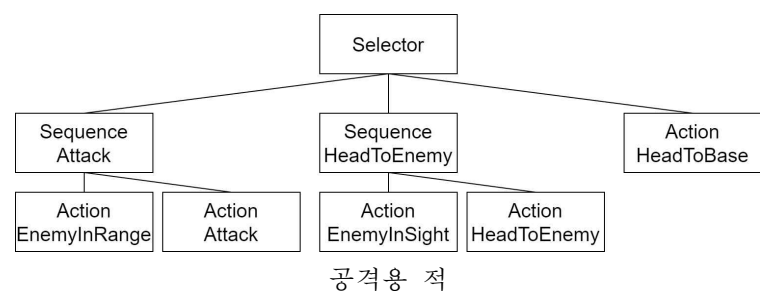 Selector
Sequence
Attack
Sequence
HeadToEnemy
Action
HeadToBase
Action
EnemyInRange
Action
Attack
Action
EnemyInSight
Action
HeadToEnemy
공격용 적